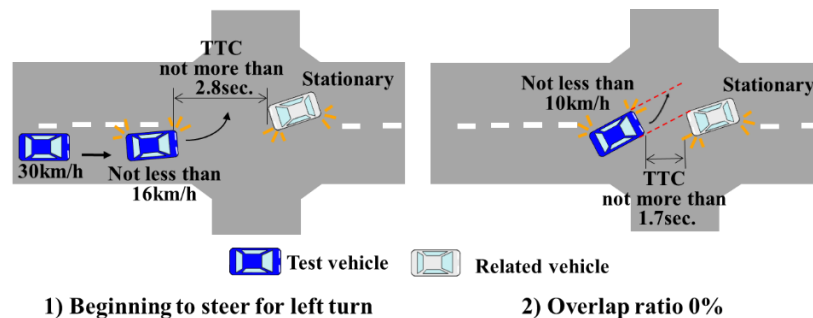 TTC
not more than
2.8sec.
Stationary
30km/h
Not less than
16km/h
Not less than
10km/h
Stationary
TTC
not more than
1.7sec.
Test vehicle
Related vehicle
1) Beginning to steer for left turn
2) Overlap ratio 0%